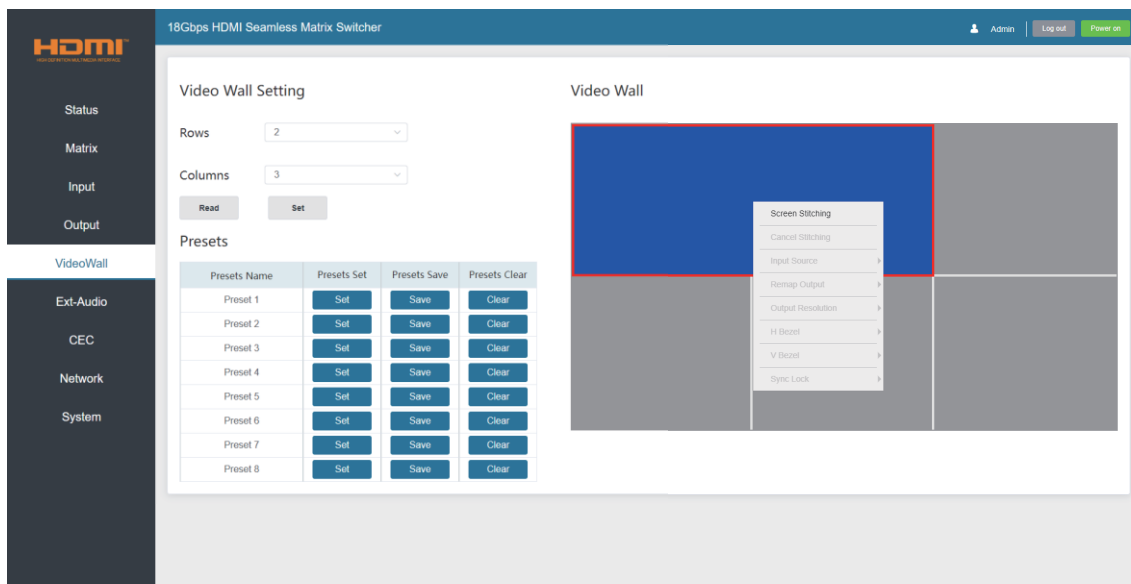 HDMI
HIGH-DEFINITION MULTIMEDIA INTERFACE
18Gbps HDMI Seamless Matrix Switcher
Admin
Log out
Power on
Status
Matrix
Input
Output
VideoWall
Ext-Audio
CEC
Network
System
Video Wall Setting
Rows 2
Columns 3
Read Set
Presets
Presets Name Presets Set Presets Save Presets Clear
Preset 1 Set Save Clear
Preset 2 Set Save Clear
Preset 3 Set Save Clear
Preset 4 Set Save Clear
Preset 5 Set Save Clear
Preset 6 Set Save Clear
Preset 7 Set Save Clear
Preset 8 Set Save Clear
Video Wall
Screen Stitching
Cancel Stitching
Input Source
Remap Output
Output Resolution
H Bezel
V Bezel
Sync Lock